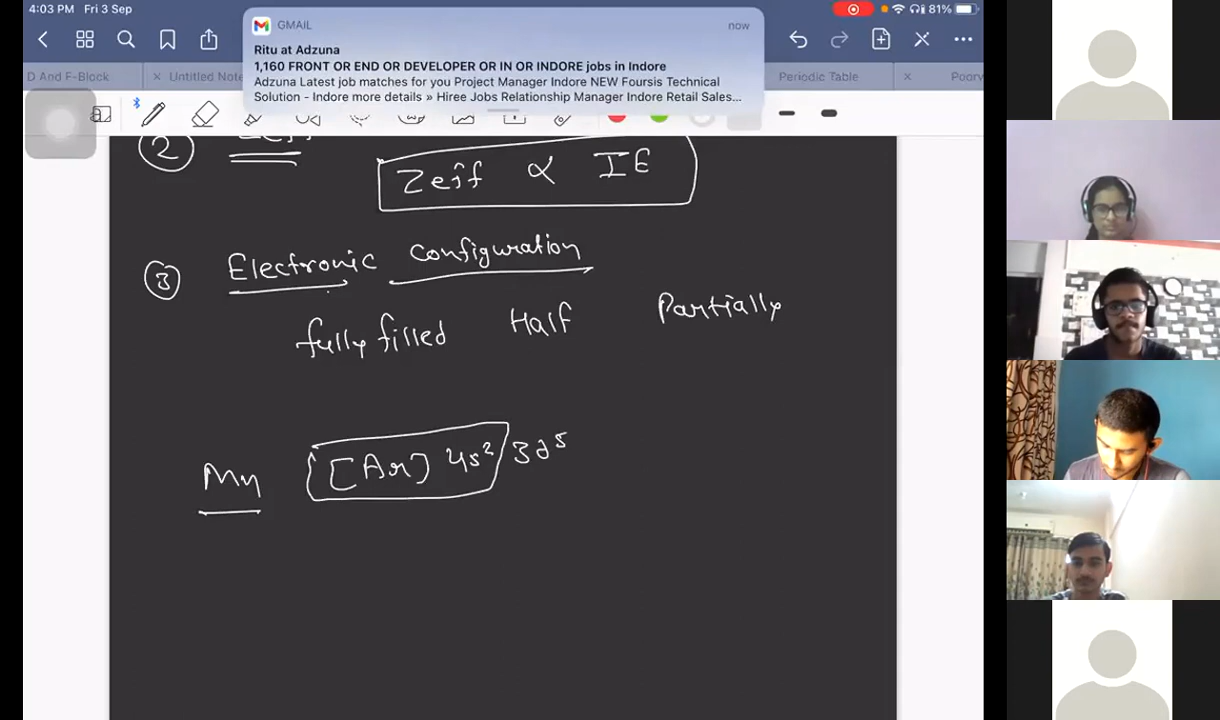 4:03 PM Fri 3 Sep
81%
GMAIL
now
Ritu at Adzuna
1,160 FRONT OR END OR DEVELOPER OR IN OR INDORE jobs in Indore
Adzuna Latest job matches for you Project Manager Indore NEW Foursis Technical
Solution - Indore more details » Hiree Jobs Relationship Manager Indore Retail Sales...
D And F-Block
Untitled Note
Periodic Table
Poorv
②
Zeff ∝ IE
③ Electronic Configuration
fully filled Half Partially
Mn [Ar] 4s² 3d⁵